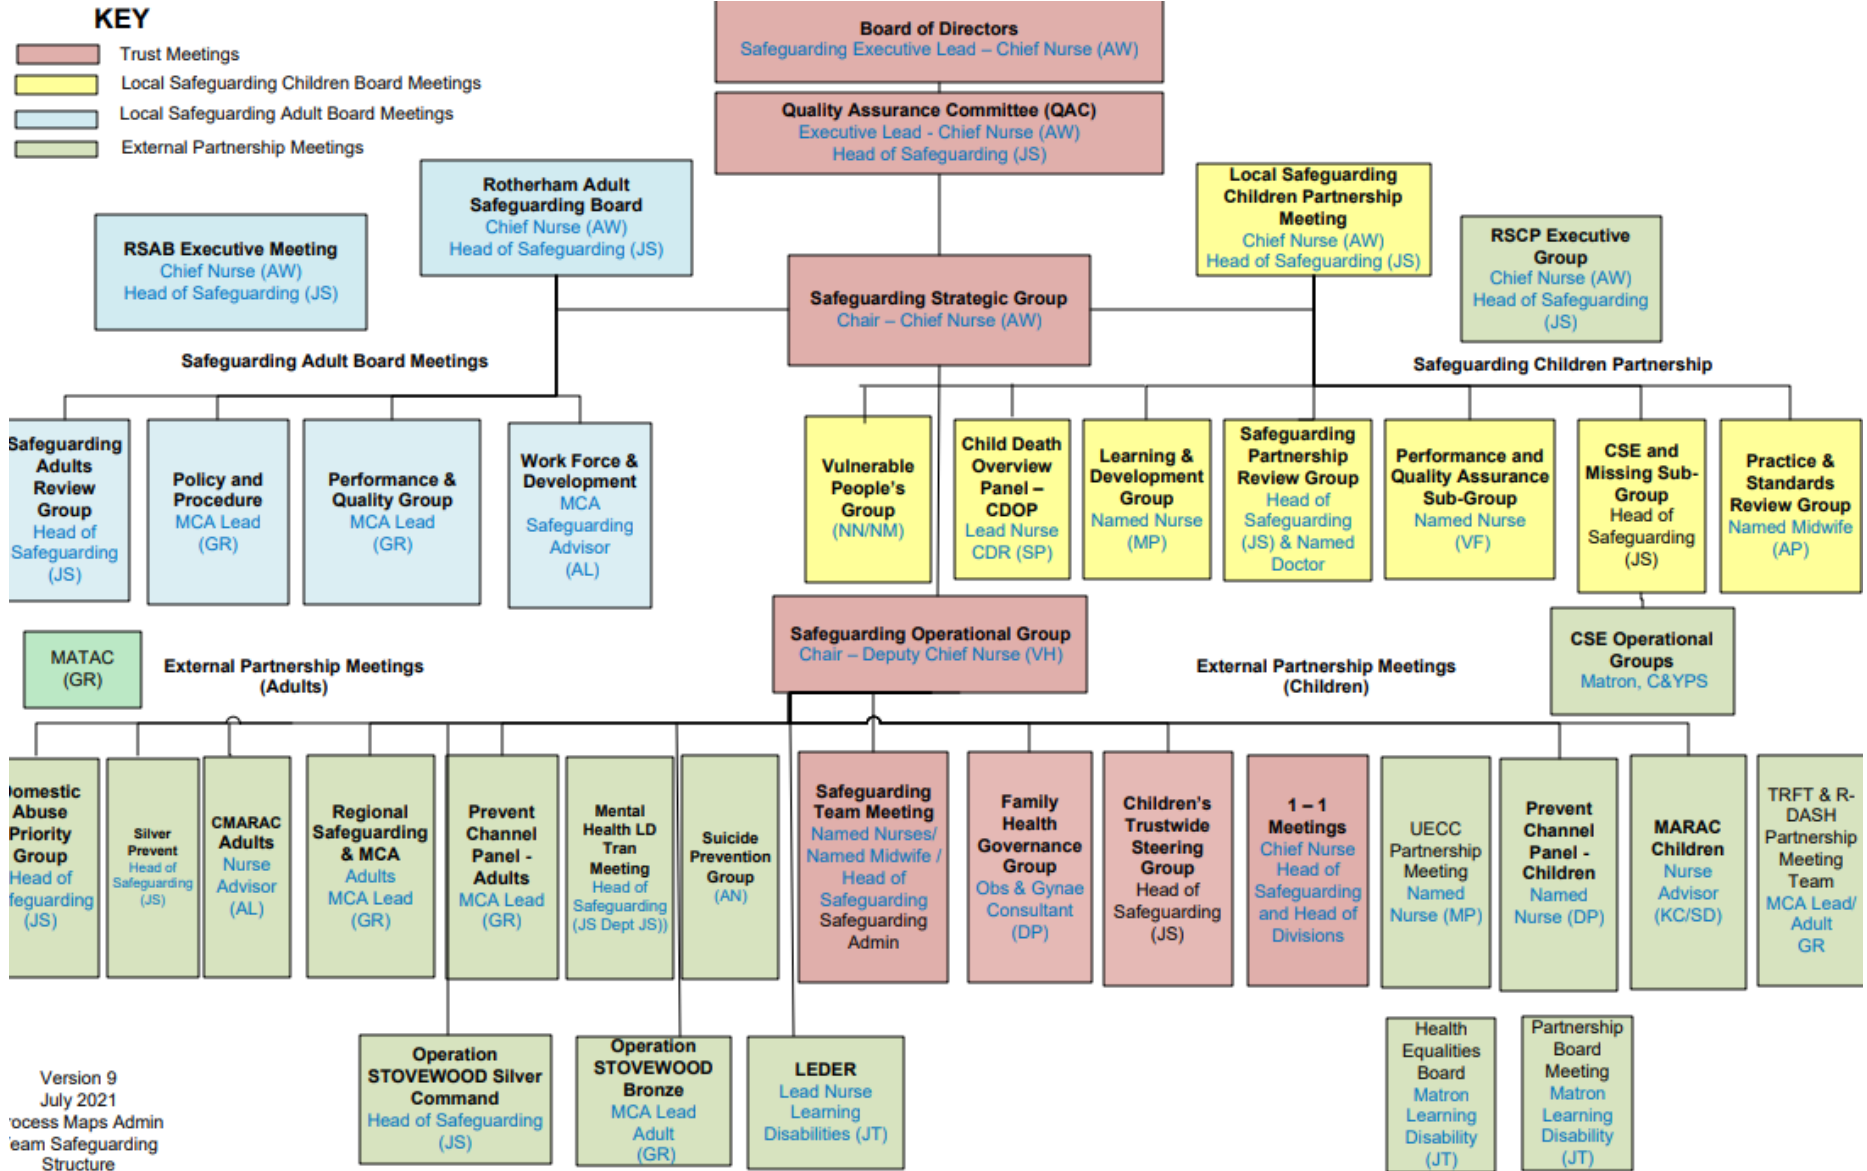 KEY
Trust Meetings
Local Safeguarding Children Board Meetings
Local Safeguarding Adult Board Meetings
External Partnership Meetings
Board of Directors
Safeguarding Executive Lead – Chief Nurse (AW)
Quality Assurance Committee (QAC)
Executive Lead - Chief Nurse (AW)
Head of Safeguarding (JS)
RSAB Executive Meeting
Chief Nurse (AW)
Head of Safeguarding (JS)
Rotherham Adult
Safeguarding Board
Chief Nurse (AW)
Head of Safeguarding (JS)
Safeguarding Strategic Group
Chair – Chief Nurse (AW)
Local Safeguarding
Children Partnership
Meeting
Chief Nurse (AW)
Head of Safeguarding (JS)
RSCP Executive
Group
Chief Nurse (AW)
Head of Safeguarding
(JS)
Safeguarding Adult Board Meetings
Safeguarding Children Partnership
Safeguarding
Adults
Review
Group
Head of
Safeguarding
(JS)
Policy and
Procedure
MCA Lead
(GR)
Performance &
Quality Group
MCA Lead
(GR)
Work Force &
Development
MCA
Safeguarding
Advisor
(AL)
Vulnerable
People's
Group
(NN/NM)
Child Death
Overview
Panel –
CDOP
Lead Nurse
CDR (SP)
Learning &
Development
Group
Named Nurse
(MP)
Safeguarding
Partnership
Review Group
Head of
Safeguarding
(JS) & Named
Doctor
Performance and
Quality Assurance
Sub-Group
Named Nurse
(VF)
CSE and
Missing Sub-
Group
Head of
Safeguarding
(JS)
Practice &
Standards
Review Group
Named Midwife
(AP)
MATAC
(GR)
External Partnership Meetings
(Adults)
Safeguarding Operational Group
Chair – Deputy Chief Nurse (VH)
External Partnership Meetings
(Children)
CSE Operational
Groups
Matron, C&YPS
omestic
Abuse
Priority
Group
Head of
feguarding
(JS)
Silver
Prevent
Head of
Safeguarding
(JS)
CMARAC
Adults
Nurse
Advisor
(AL)
Regional
Safeguarding
& MCA
Adults
MCA Lead
(GR)
Prevent
Channel
Panel -
Adults
MCA Lead
(GR)
Mental
Health LD
Tran
Meeting
Head of
Safeguarding
(JS Dept JS))
Suicide
Prevention
Group
(AN)
Safeguarding
Team Meeting
Named Nurses/
Named Midwife /
Head of
Safeguarding
Safeguarding
Admin
Family
Health
Governance
Group
Obs & Gynae
Consultant
(DP)
Children's
Trustwide
Steering
Group
Head of
Safeguarding
(JS)
1 – 1
Meetings
Chief Nurse
Head of
Safeguarding
and Head of
Divisions
UECC
Partnership
Meeting
Named
Nurse (MP)
Prevent
Channel
Panel -
Children
Named
Nurse (DP)
MARAC
Children
Nurse
Advisor
(KC/SD)
TRFT & R-
DASH
Partnership
Meeting
Team
MCA Lead/
Adult
GR
Operation
STOVEWOOD Silver
Command
Head of Safeguarding
(JS)
Operation
STOVEWOOD
Bronze
MCA Lead
Adult
(GR)
LEDER
Lead Nurse
Learning
Disabilities (JT)
Health
Equalities
Board
Matron
Learning
Disability
(JT)
Partnership
Board
Meeting
Matron
Learning
Disability
(JT)
Version 9
July 2021
rocess Maps Admin
eam Safeguarding
Structure